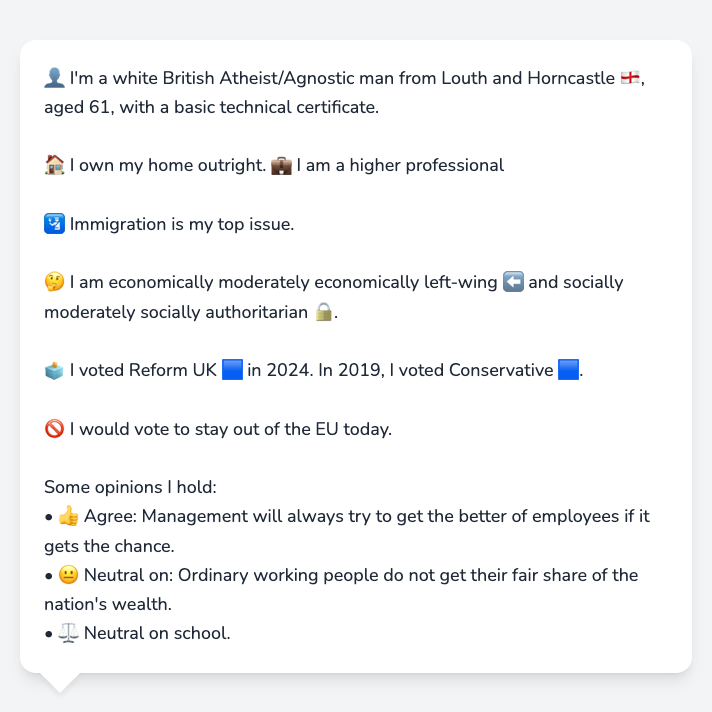 👤 I'm a white British Atheist/Agnostic man from Louth and Horncastle 🏴󠁧󠁢󠁥󠁮󠁧󠁿,
aged 61, with a basic technical certificate.
🏠 I own my home outright. 💼 I am a higher professional
🛂 Immigration is my top issue.
🤔 I am economically moderately economically left-wing ⬅️ and socially
moderately socially authoritarian 🔒.
🗳️ I voted Reform UK 🟦 in 2024. In 2019, I voted Conservative 🟦.
🚫 I would vote to stay out of the EU today.
Some opinions I hold:
• 👍 Agree: Management will always try to get the better of employees if it
gets the chance.
• 😐 Neutral on: Ordinary working people do not get their fair share of the
nation's wealth.
• ⚖️ Neutral on school.